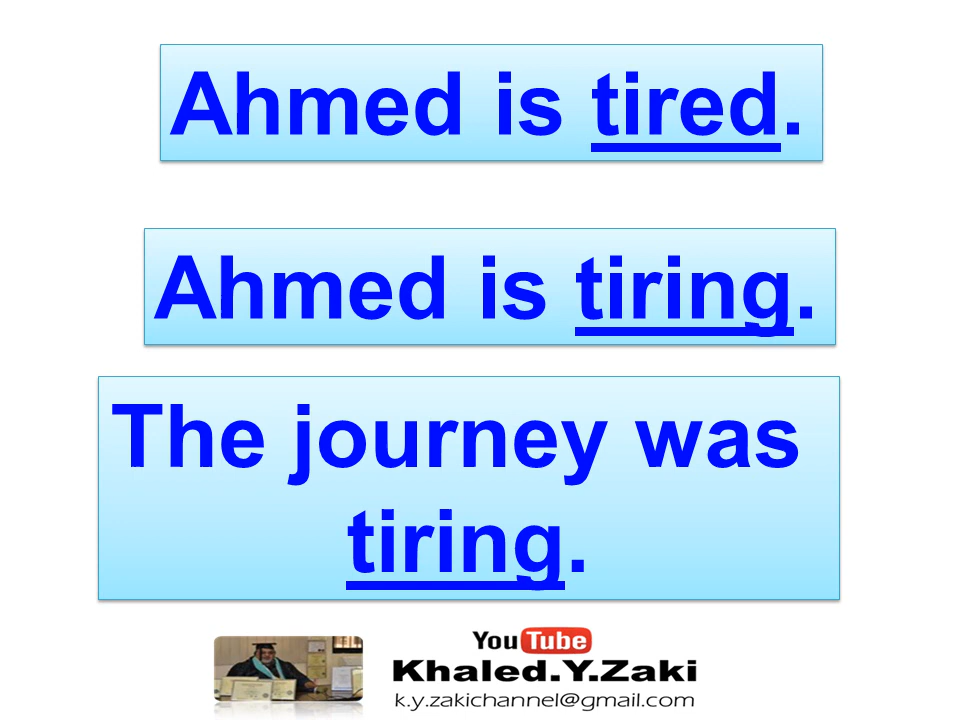 Ahmed is tired.
Ahmed is tiring.
The journey was
tiring.
YouTube
Khaled.Y.Zaki
k.y.zakichannel@gmail.com